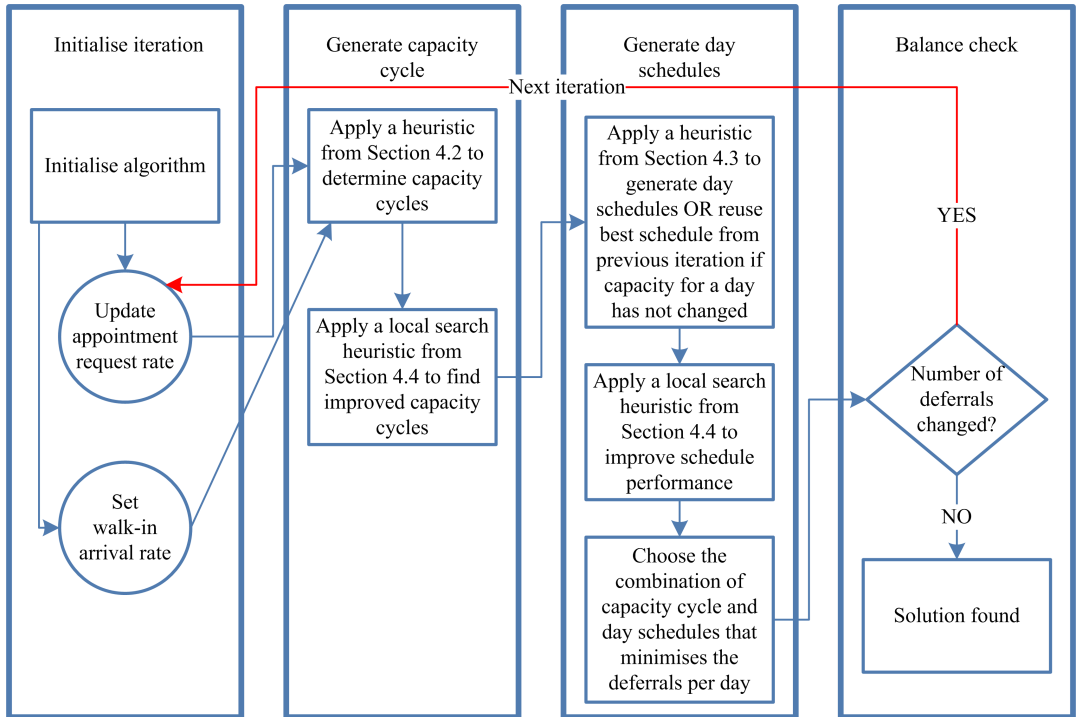 Initialise iteration
Initialise algorithm
Update
appointment
request rate
Set
walk-in
arrival rate
Generate capacity
cycle
Apply a heuristic
from Section 4.2 to
determine capacity
cycles
Apply a local search
heuristic from
Section 4.4 to find
improved capacity
cycles
Generate day
schedules
Next iteration
Apply a heuristic
from Section 4.3 to
generate day
schedules OR reuse
best schedule from
previous iteration if
capacity for a day
has not changed
Apply a local search
heuristic from
Section 4.4 to
improve schedule
performance
Choose the
combination of
capacity cycle and
day schedules that
minimises the
deferrals per day
Balance check
YES
Number of
deferrals
changed?
NO
Solution found